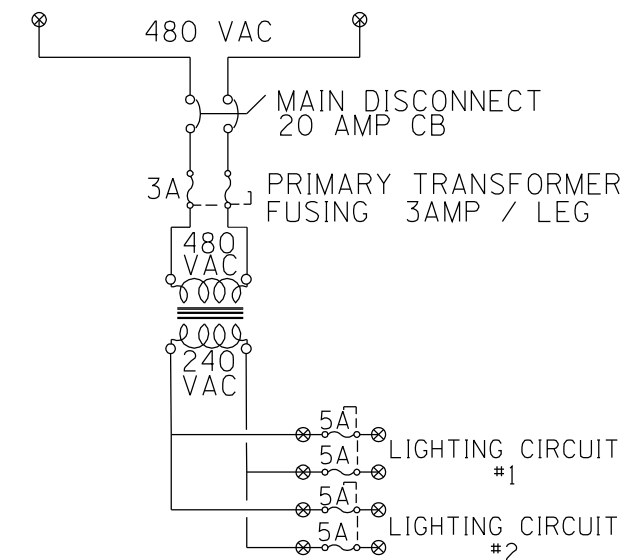 480 VAC
MAIN DISCONNECT
20 AMP CB
3A
PRIMARY TRANSFORMER
FUSING 3AMP / LEG
480
VAC
240
VAC
5A
5A
LIGHTING CIRCUIT
#1
5A
5A
LIGHTING CIRCUIT
#2